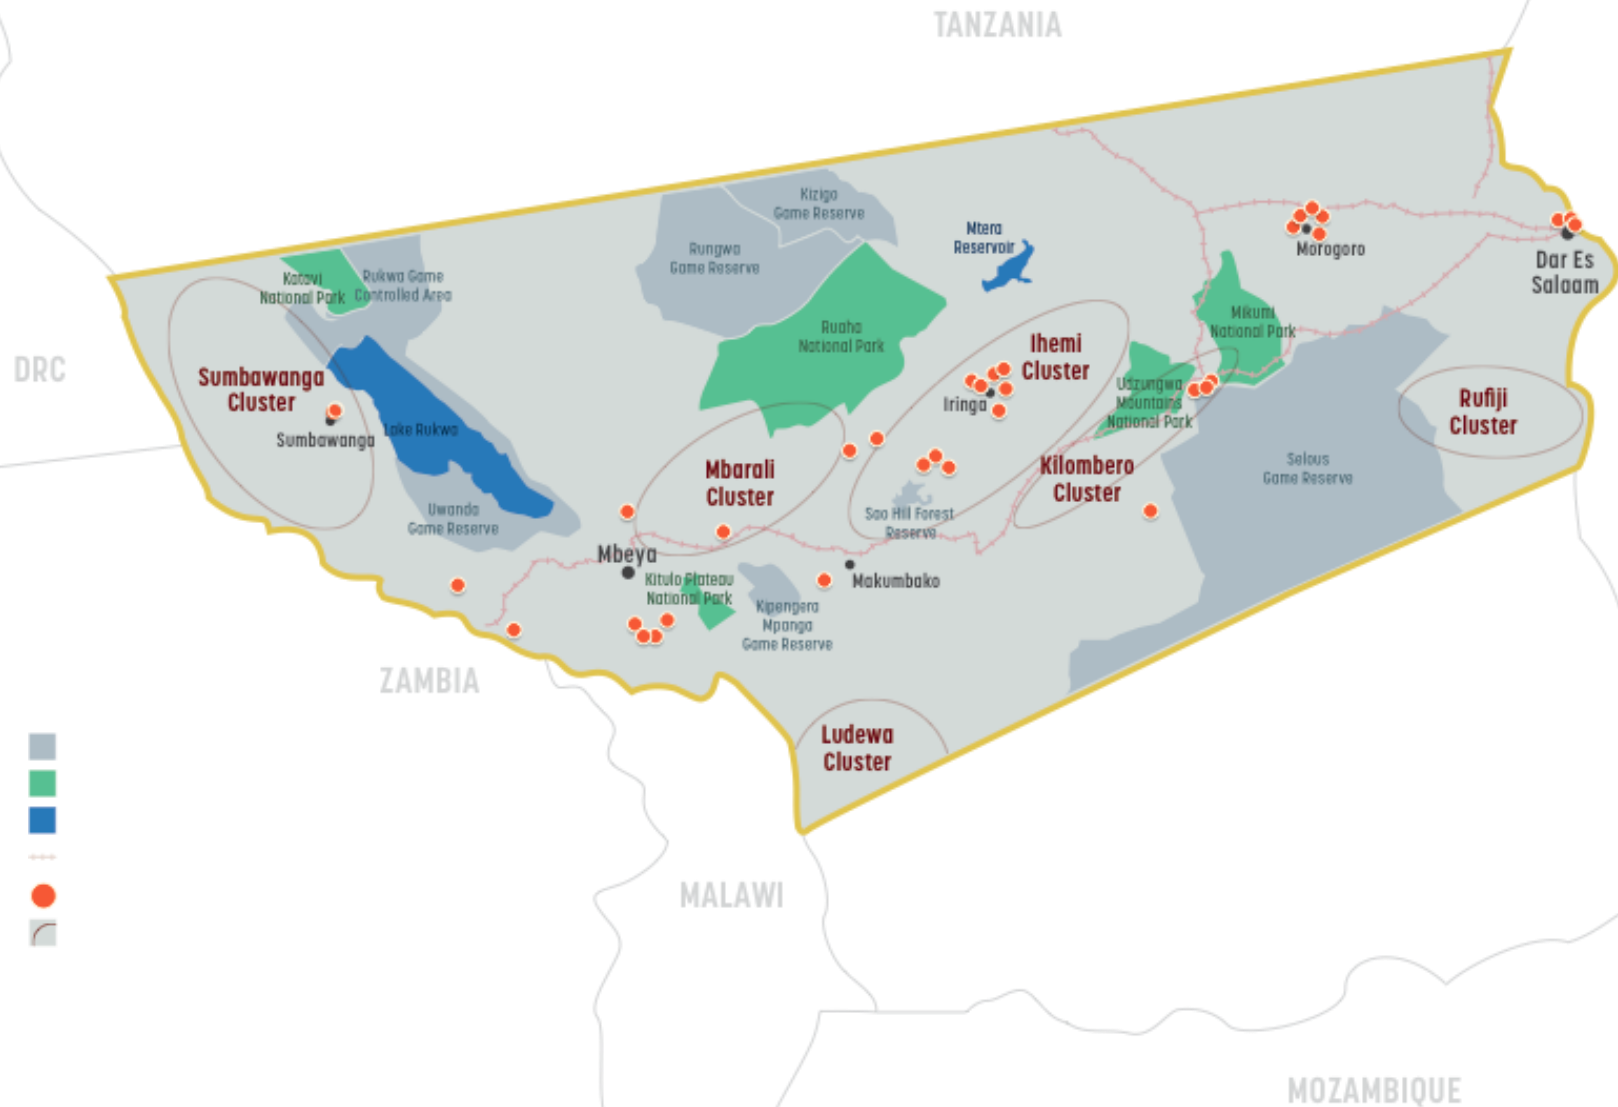 TANZANIA
Kizigo
Game Reserve
Rungwa
Game Reserve
Mtera
Reservoir
Morogoro
Dar Es
Salaam
Katavi
National Park
Rukwa Game
Controlled Area
Mikumi
National Park
Ruaha
National Park
Ihemi
Cluster
DRC
Sumbawanga
Cluster
Iringa
Udzungwa
Mountains
National Park
Rufiji
Cluster
Sumbawanga
Lake Rukwa
Mbarali
Cluster
Kilombero
Cluster
Selous
Game Reserve
Uwanda
Game Reserve
Sao Hill Forest
Reserve
Mbeya
Makumbako
Kitulo Plateau
National Park
Kipengera
Mpanga
Game Reserve
ZAMBIA
Ludewa
Cluster
MALAWI
MOZAMBIQUE